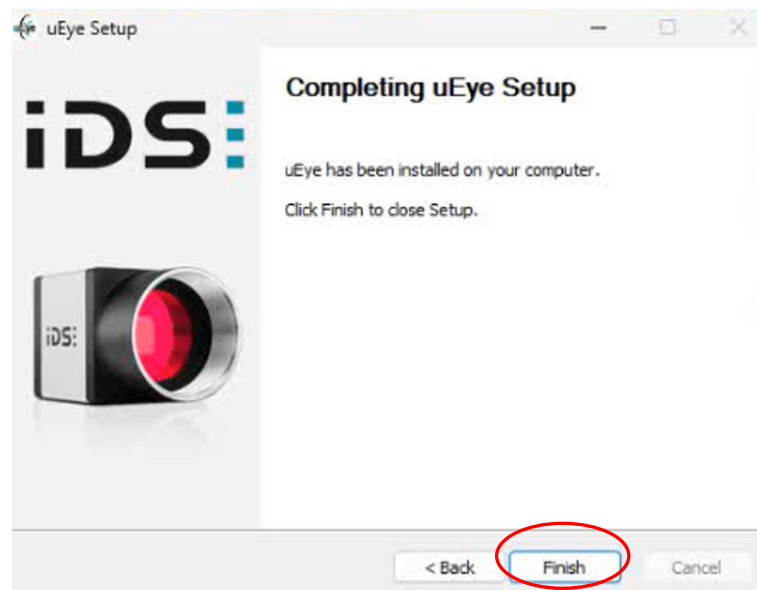 uEye Setup
iDS
Completing uEye Setup
uEye has been installed on your computer.
Click Finish to close Setup.
iDS:
< Back
Finish
Cancel